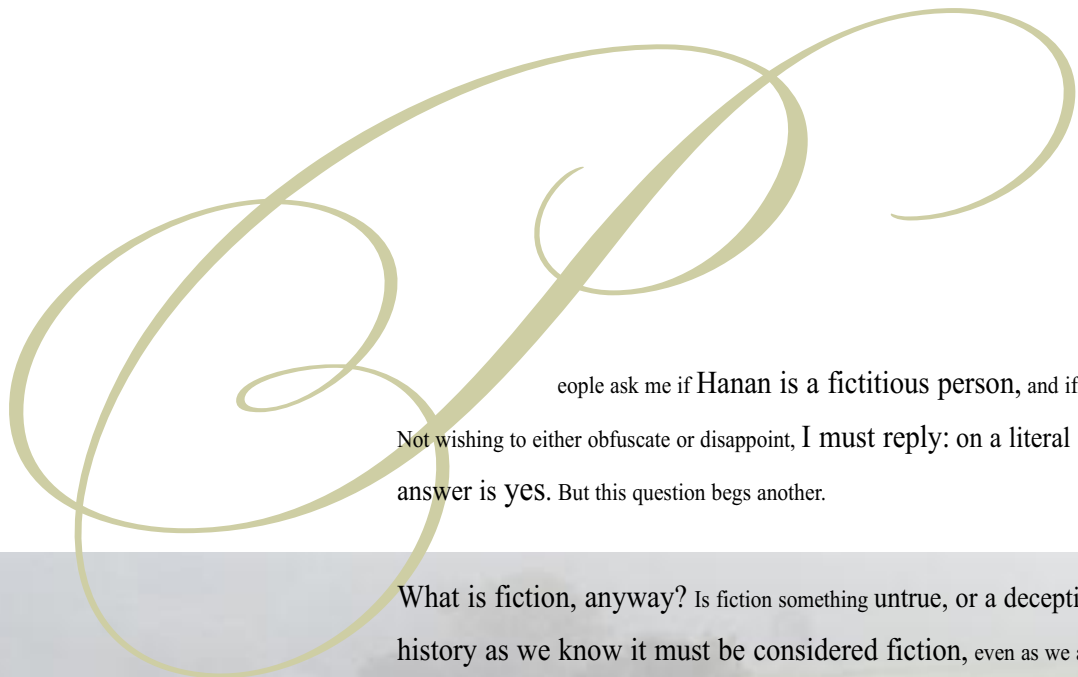 People ask me if Hanan is a fictitious person, and if
Not wishing to either obfuscate or disappoint, I must reply: on a literal
answer is yes. But this question begs another.
What is fiction, anyway? Is fiction something untrue, or a decepti
history as we know it must be considered fiction, even as we a